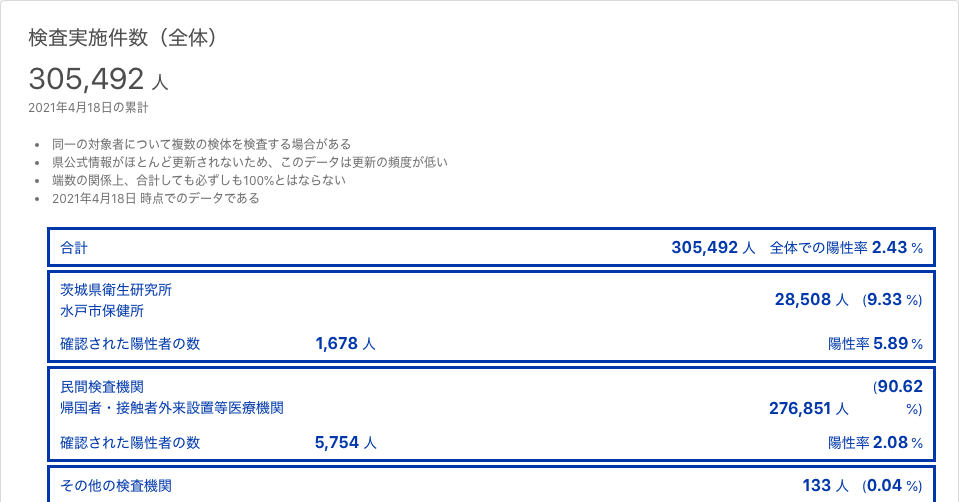 検査実施件数（全体）
305,492 人
2021年4月18日の累計
• 同一の対象者について複数の検体を検査する場合がある
• 県公式情報がほとんど更新されないため、このデータは更新の頻度が低い
• 端数の関係上、合計しても必ずしも100%とはならない
• 2021年4月18日 時点でのデータである
合計 305,492 人 全体での陽性率 2.43 %
茨城県衛生研究所
水戸市保健所
28,508 人 (9.33 %)
確認された陽性者の数 1,678 人 陽性率 5.89 %
民間検査機関 (90.62
帰国者・接触者外来設置等医療機関 276,851 人 %)
確認された陽性者の数 5,754 人 陽性率 2.08 %
その他の検査機関 133 人 (0.04 %)